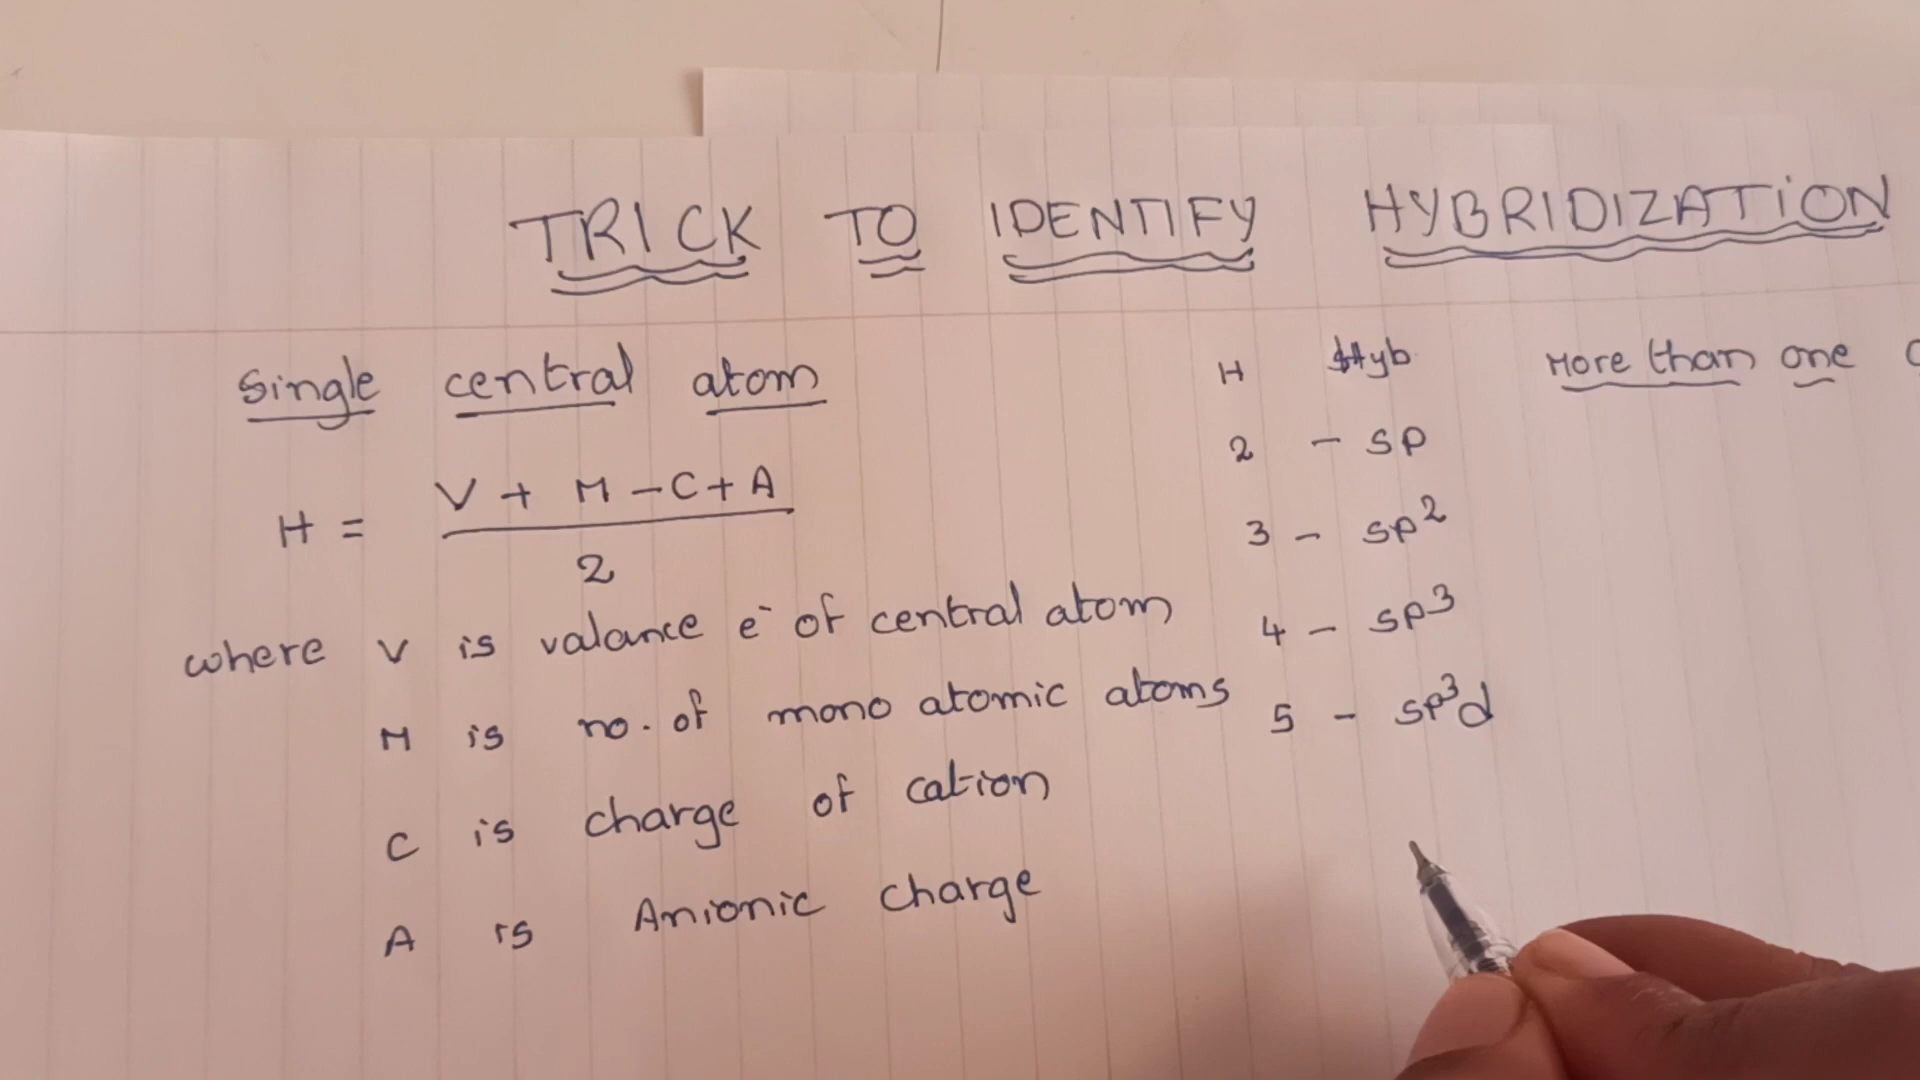 TRICK TO IDENTIFY HYBRIDIZATION
Single central atom
H = V + M - C + A / 2
where V is valance e⁻ of central atom
M is no. of mono atomic atoms
C is charge of cation
A is Anionic charge
H Hyb
2 - sp
3 - sp²
4 - sp³
5 - sp³d
More than one